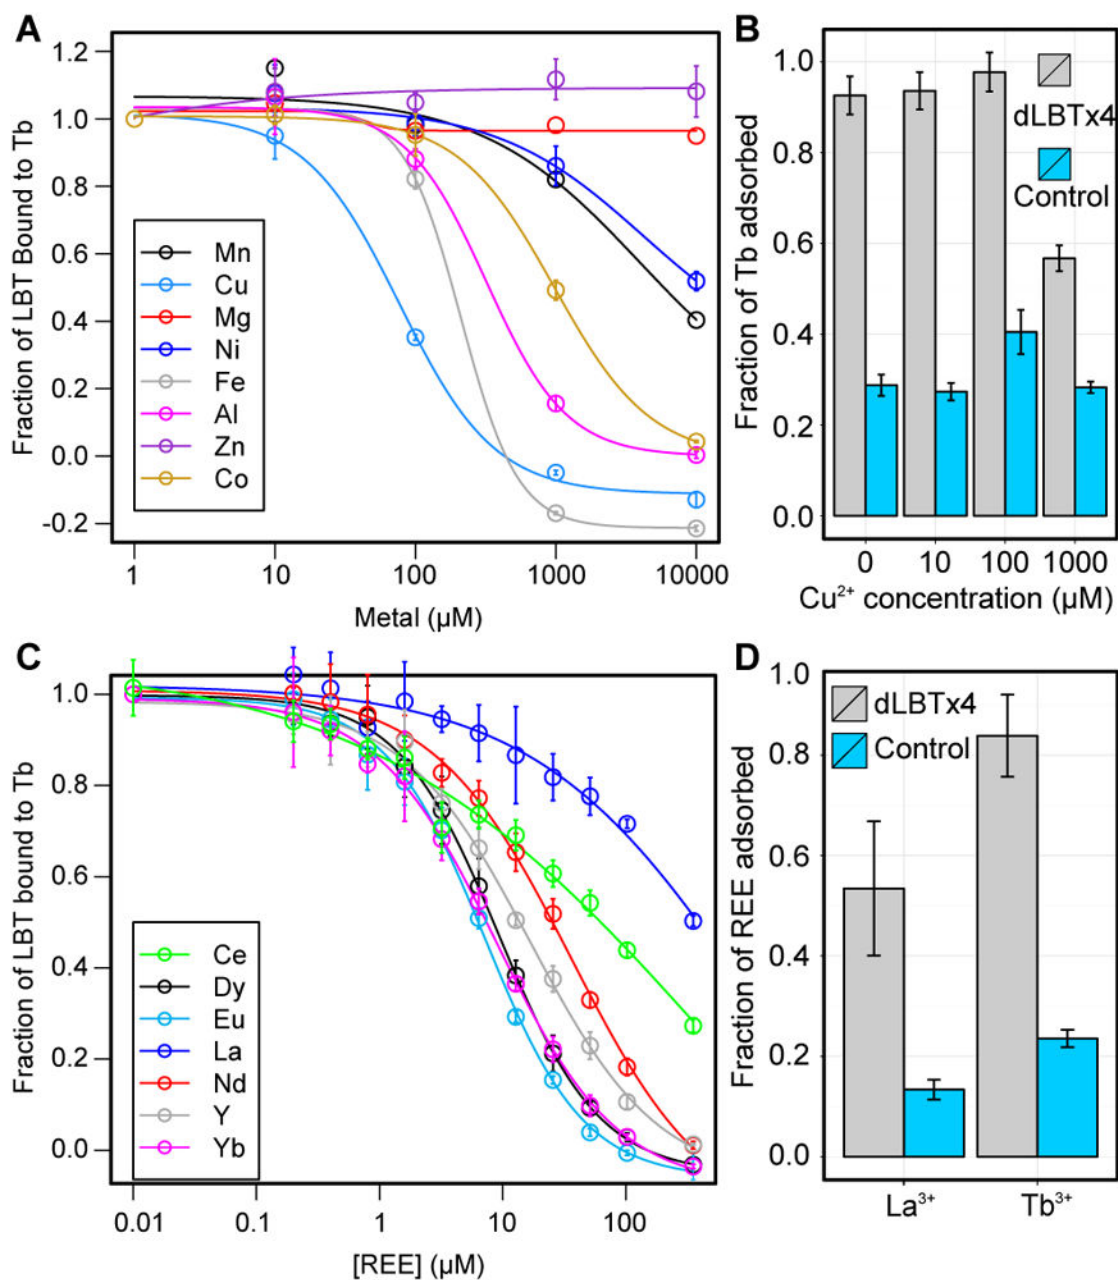 A
Fraction of LBT Bound to Tb
1.2
1.0
0.8
0.6
0.4
0.2
0.0
-0.2
Mn
Cu
Mg
Ni
Fe
Al
Zn
Co
1 10 100 1000 10000
Metal (µM)
B
Fraction of Tb adsorbed
1.0
0.8
0.6
0.4
0.2
0.0
dLBTx4
Control
0 10 100 1000
Cu²⁺ concentration (µM)
C
Fraction of LBT bound to Tb
1.0
0.8
0.6
0.4
0.2
0.0
Ce
Dy
Eu
La
Nd
Y
Yb
0.01 0.1 1 10 100
[REE] (µM)
D
Fraction of REE adsorbed
1.0
0.8
0.6
0.4
0.2
0.0
dLBTx4
Control
La³⁺ Tb³⁺